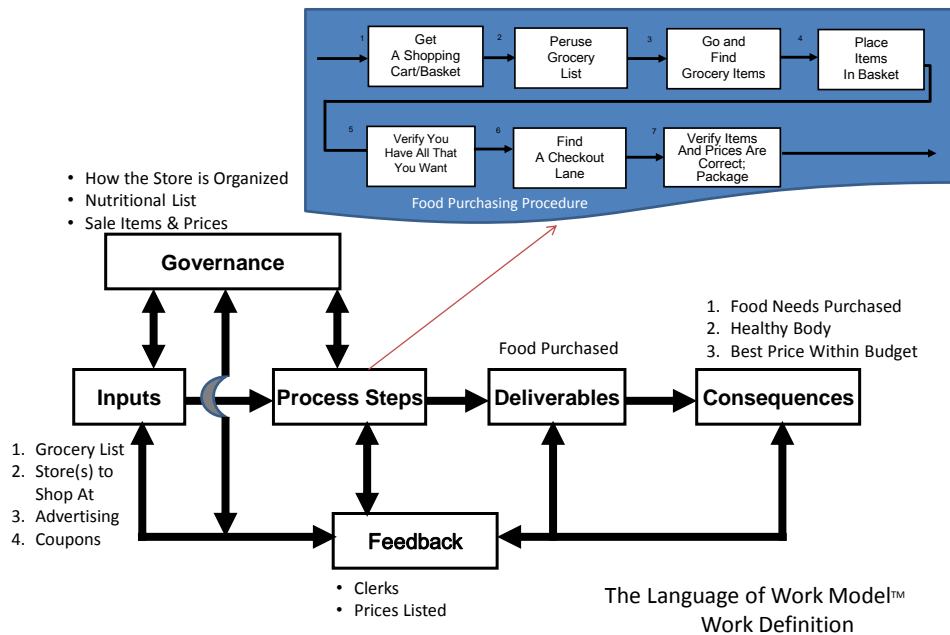 1
Get
A Shopping
Cart/Basket
2
Peruse
Grocery
List
3
Go and
Find
Grocery Items
4
Place
Items
In Basket
5
Verify You
Have All That
You Want
6
Find
A Checkout
Lane
7
Verify Items
And Prices Are
Correct;
Package
Food Purchasing Procedure
• How the Store is Organized
• Nutritional List
• Sale Items & Prices
Governance
1. Food Needs Purchased
2. Healthy Body
3. Best Price Within Budget
Food Purchased
Inputs
Process Steps
Deliverables
Consequences
1. Grocery List
2. Store(s) to
Shop At
3. Advertising
4. Coupons
Feedback
• Clerks
• Prices Listed
The Language of Work Model™
Work Definition